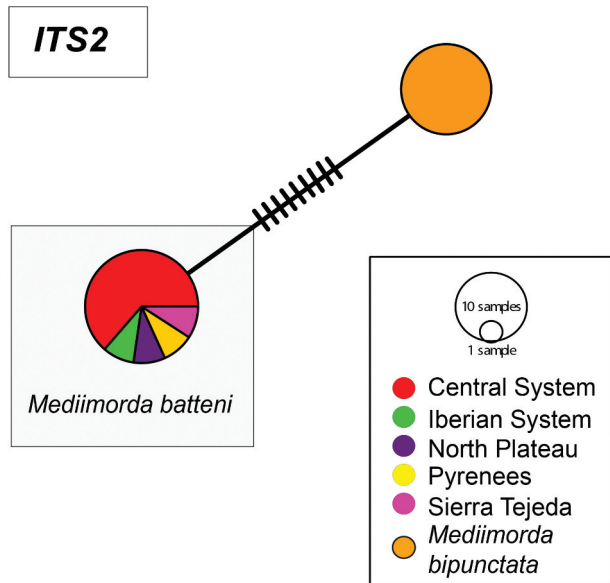 ITS2
Mediimorda batteni
10 samples
1 sample
Central System
Iberian System
North Plateau
Pyrenees
Sierra Tejeda
Mediimorda
bipunctata